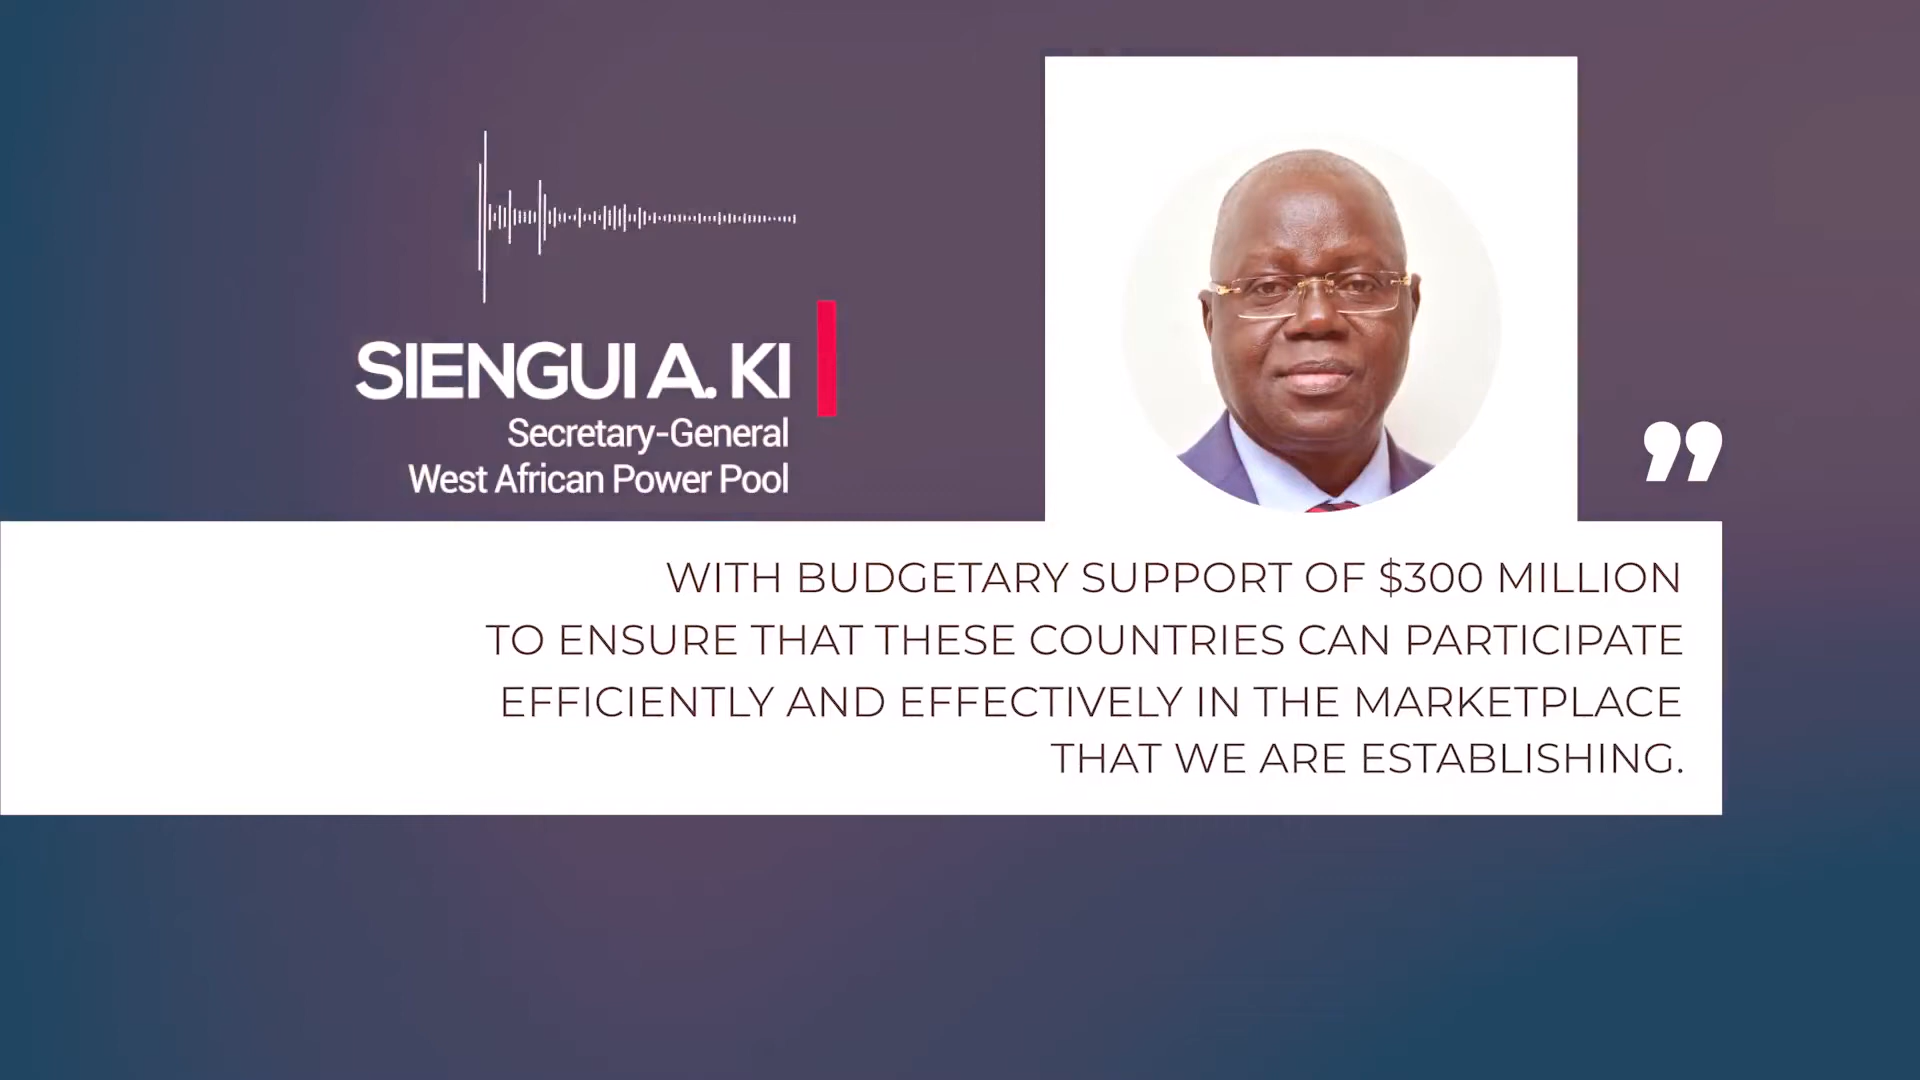 SIENGUI A. KI
Secretary-General
West African Power Pool
”
WITH BUDGETARY SUPPORT OF $300 MILLION
TO ENSURE THAT THESE COUNTRIES CAN PARTICIPATE
EFFICIENTLY AND EFFECTIVELY IN THE MARKETPLACE
THAT WE ARE ESTABLISHING.